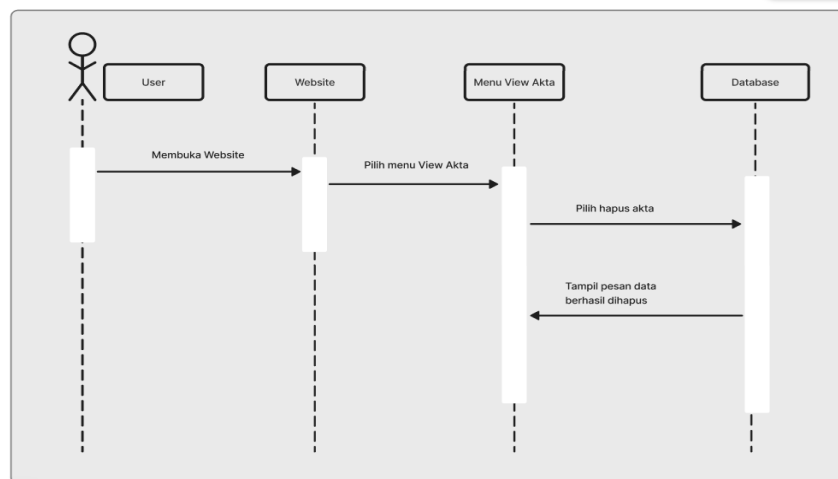 User
Website
Menu View Akta
Database
Membuka Website
Pilih menu View Akta
Pilih hapus akta
Tampil pesan data
berhasil dihapus